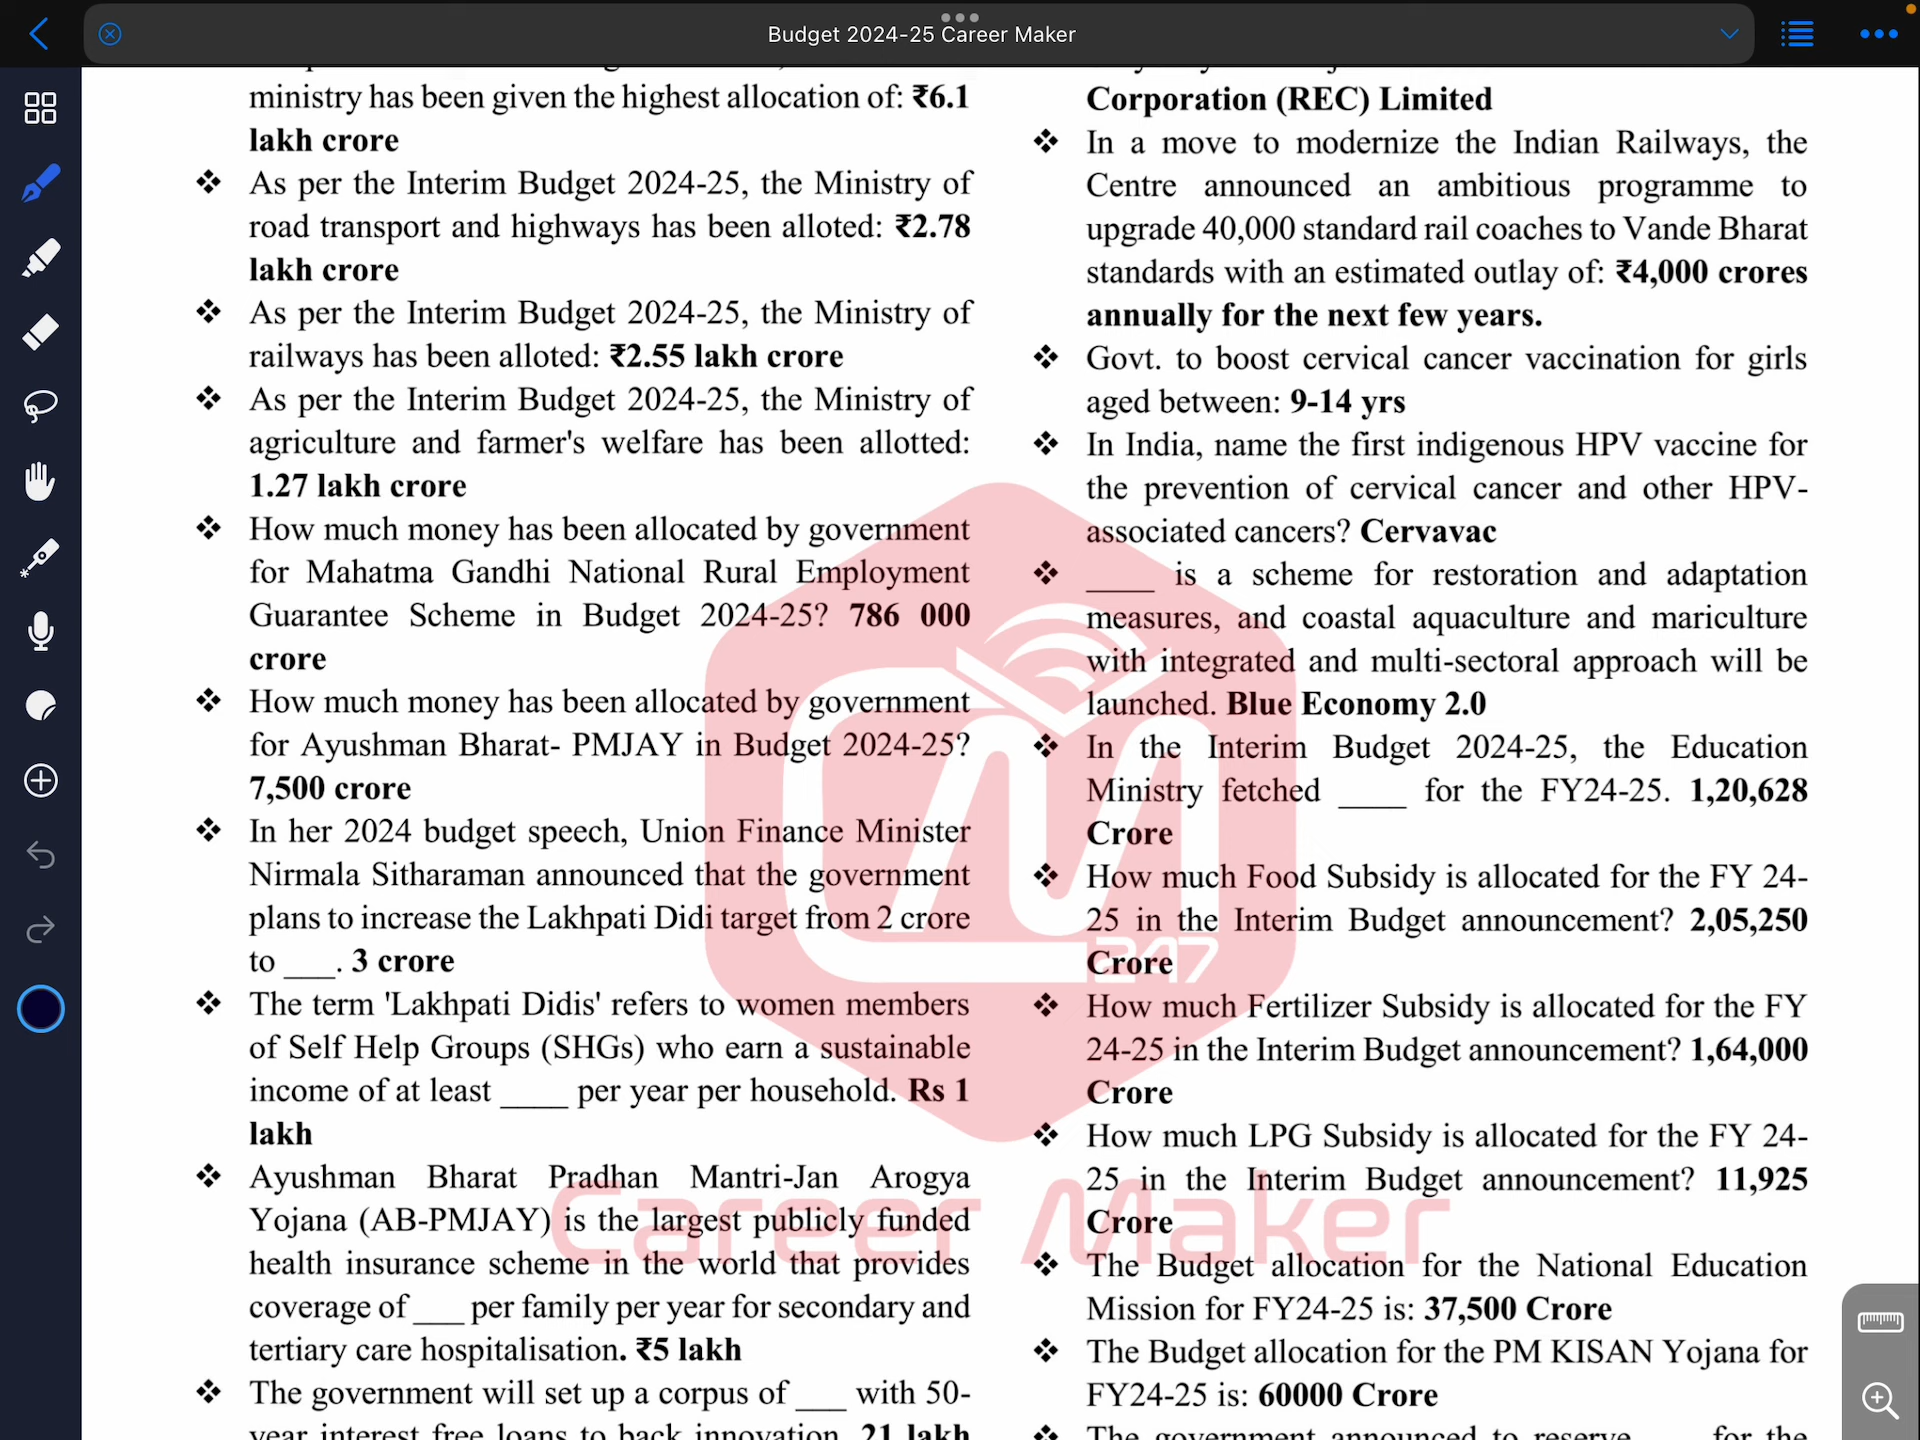 Budget 2024-25 Career Maker
ministry has been given the highest allocation of: ₹6.1
lakh crore
❖ As per the Interim Budget 2024-25, the Ministry of
road transport and highways has been alloted: ₹2.78
lakh crore
❖ As per the Interim Budget 2024-25, the Ministry of
railways has been alloted: ₹2.55 lakh crore
❖ As per the Interim Budget 2024-25, the Ministry of
agriculture and farmer's welfare has been allotted:
1.27 lakh crore
❖ How much money has been allocated by government
for Mahatma Gandhi National Rural Employment
Guarantee Scheme in Budget 2024-25? 786 000
crore
❖ How much money has been allocated by government
for Ayushman Bharat- PMJAY in Budget 2024-25?
7,500 crore
❖ In her 2024 budget speech, Union Finance Minister
Nirmala Sitharaman announced that the government
plans to increase the Lakhpati Didi target from 2 crore
to ___. 3 crore
❖ The term 'Lakhpati Didis' refers to women members
of Self Help Groups (SHGs) who earn a sustainable
income of at least ____ per year per household. Rs 1
lakh
❖ Ayushman Bharat Pradhan Mantri-Jan Arogya
Yojana (AB-PMJAY) is the largest publicly funded
health insurance scheme in the world that provides
coverage of ___ per family per year for secondary and
tertiary care hospitalisation. ₹5 lakh
❖ The government will set up a corpus of ___ with 50-
year interest free loans to back innovation. 21 lakh
Corporation (REC) Limited
❖ In a move to modernize the Indian Railways, the
Centre announced an ambitious programme to
upgrade 40,000 standard rail coaches to Vande Bharat
standards with an estimated outlay of: ₹4,000 crores
annually for the next few years.
❖ Govt. to boost cervical cancer vaccination for girls
aged between: 9-14 yrs
❖ In India, name the first indigenous HPV vaccine for
the prevention of cervical cancer and other HPV-
associated cancers? Cervavac
❖ ____ is a scheme for restoration and adaptation
measures, and coastal aquaculture and mariculture
with integrated and multi-sectoral approach will be
launched. Blue Economy 2.0
❖ In the Interim Budget 2024-25, the Education
Ministry fetched ____ for the FY24-25. 1,20,628
Crore
❖ How much Food Subsidy is allocated for the FY 24-
25 in the Interim Budget announcement? 2,05,250
Crore
❖ How much Fertilizer Subsidy is allocated for the FY
24-25 in the Interim Budget announcement? 1,64,000
Crore
❖ How much LPG Subsidy is allocated for the FY 24-
25 in the Interim Budget announcement? 11,925
Crore
❖ The Budget allocation for the National Education
Mission for FY24-25 is: 37,500 Crore
❖ The Budget allocation for the PM KISAN Yojana for
FY24-25 is: 60000 Crore
❖ The government announced to reserve ____ for the
247
Career Maker